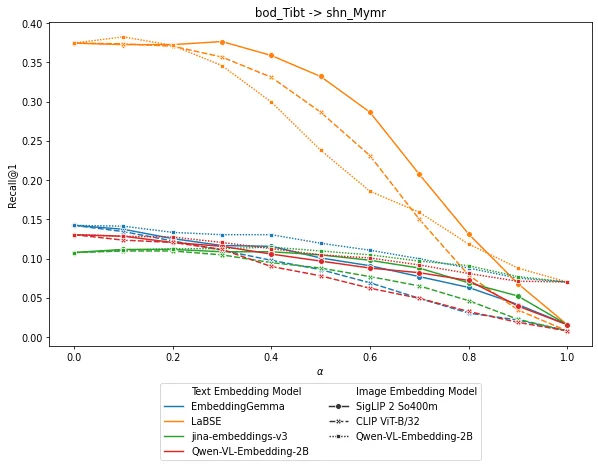 bod_Tibt -> shn_Mymr
0.40
0.35
0.30
0.25
0.20
0.15
0.10
0.05
0.00
Recall@1
0.0
0.2
0.4
0.6
0.8
1.0
α
Text Embedding Model
EmbeddingGemma
LaBSE
jina-embeddings-v3
Qwen-VL-Embedding-2B
Image Embedding Model
SigLIP 2 So400m
CLIP ViT-B/32
Qwen-VL-Embedding-2B